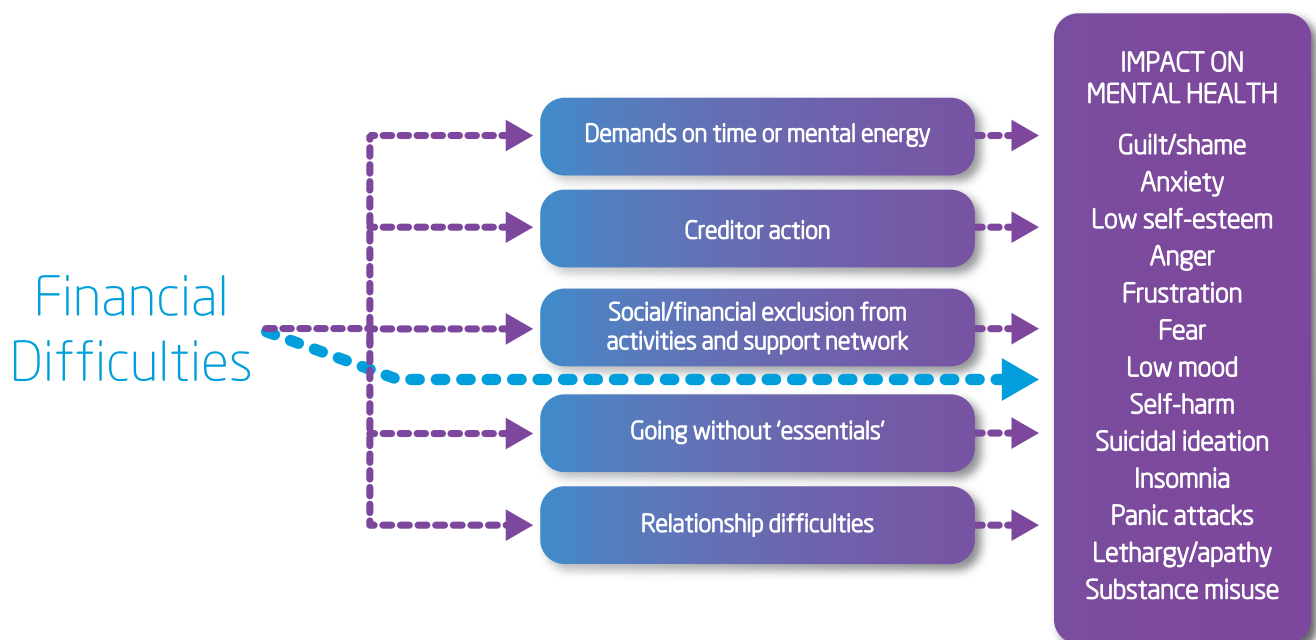 Financial
Difficulties
Demands on time or mental energy
Creditor action
Social/financial exclusion from
activities and support network
Going without ‘essentials’
Relationship difficulties
IMPACT ON
MENTAL HEALTH
Guilt/shame
Anxiety
Low self-esteem
Anger
Frustration
Fear
Low mood
Self-harm
Suicidal ideation
Insomnia
Panic attacks
Lethargy/apathy
Substance misuse